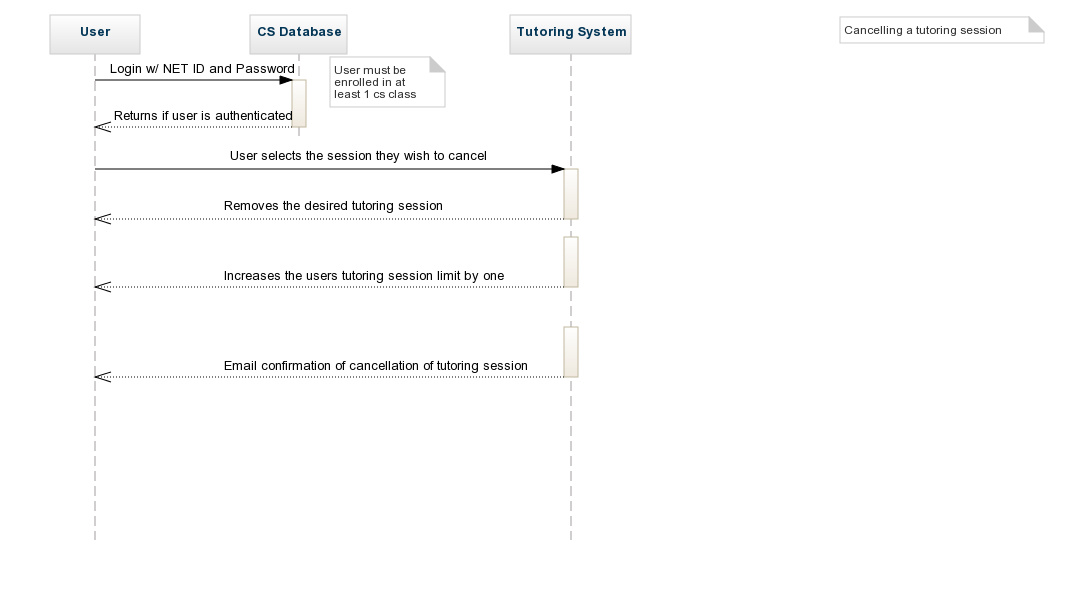 User
CS Database
Tutoring System
Cancelling a tutoring session
Login w/ NET ID and Password
User must be
enrolled in at
least 1 cs class
Returns if user is authenticated
User selects the session they wish to cancel
Removes the desired tutoring session
Increases the users tutoring session limit by one
Email confirmation of cancellation of tutoring session